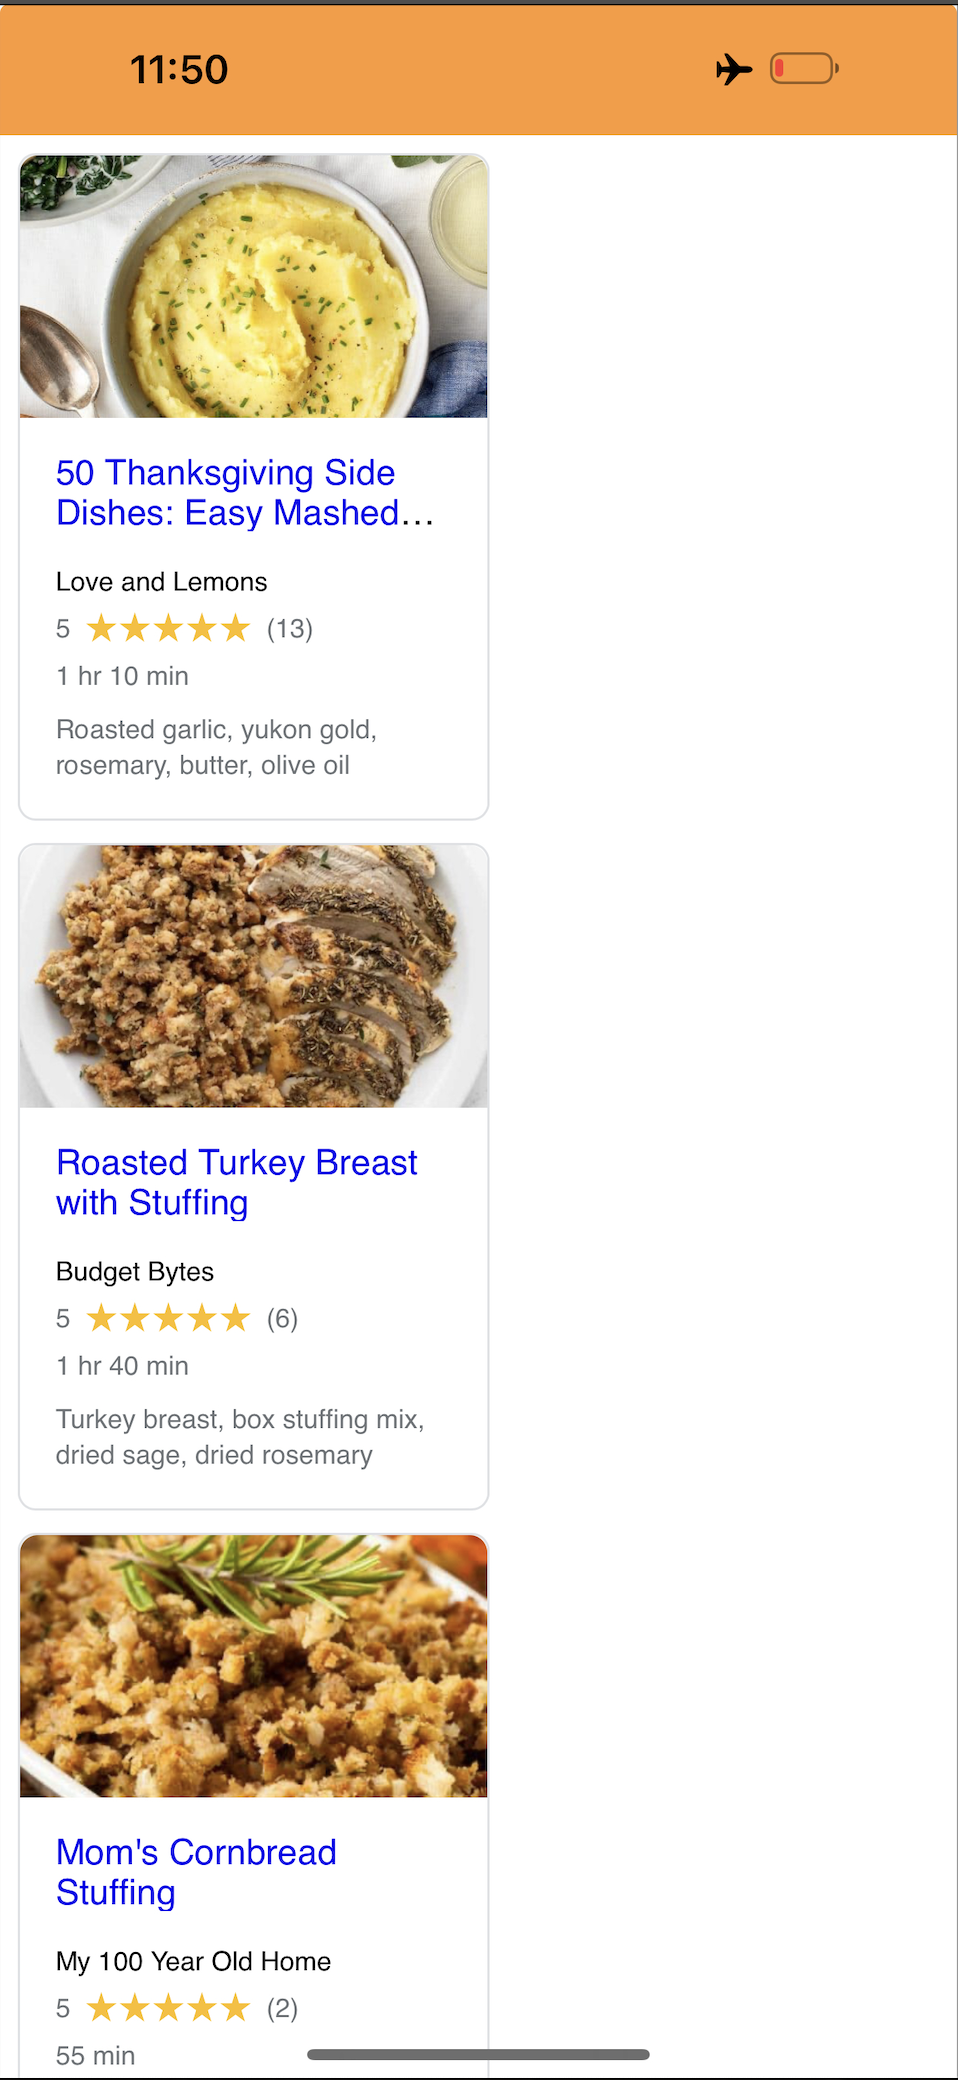 11:50
50 Thanksgiving Side
Dishes: Easy Mashed...
Love and Lemons
5 ★★★★★ (13)
1 hr 10 min
Roasted garlic, yukon gold,
rosemary, butter, olive oil
Roasted Turkey Breast
with Stuffing
Budget Bytes
5 ★★★★★ (6)
1 hr 40 min
Turkey breast, box stuffing mix,
dried sage, dried rosemary
Mom's Cornbread
Stuffing
My 100 Year Old Home
5 ★★★★★ (2)
55 min